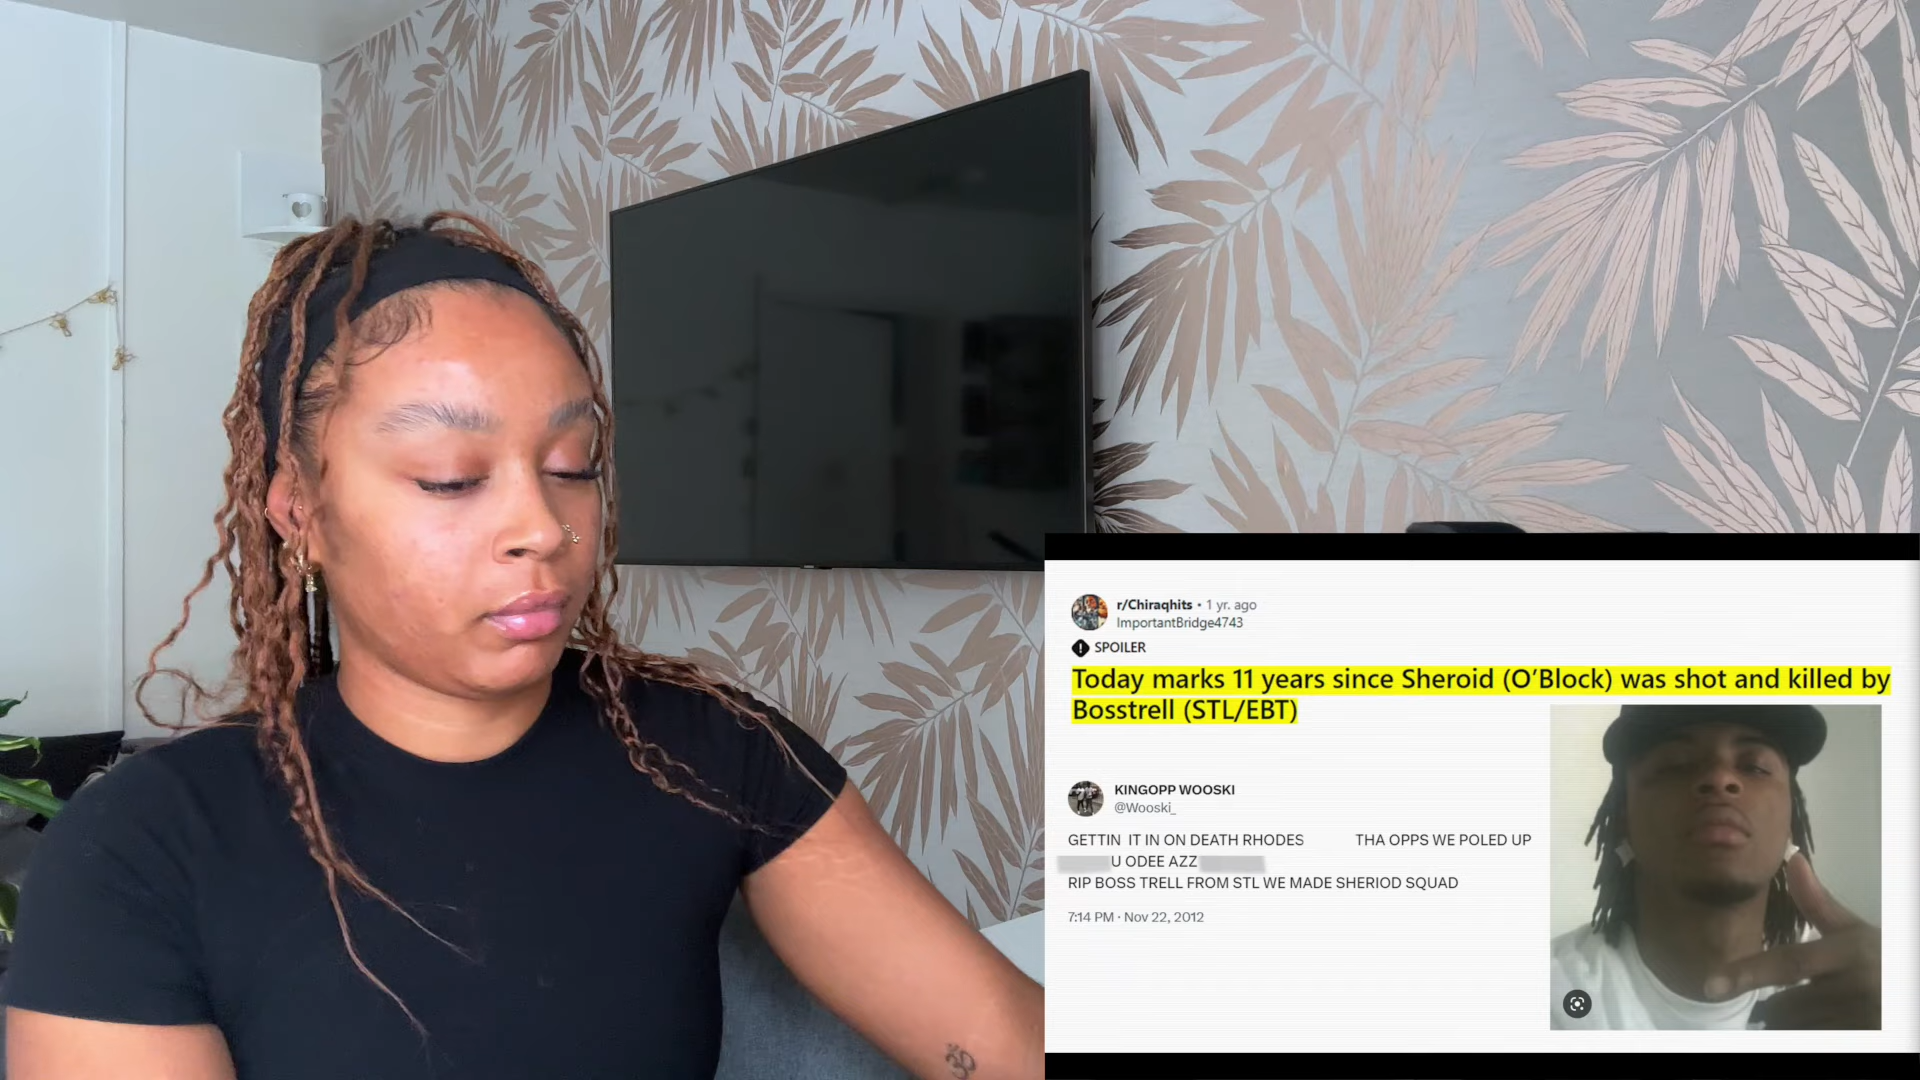 r/Chiraqhits • 1 yr. ago
ImportantBridge4743
SPOILER
Today marks 11 years since Sheroid (O'Block) was shot and killed by
Bosstrell (STL/EBT)
KINGOPP WOOSKI
@Wooski_
GETTIN IT IN ON DEATH RHODES THA OPPS WE POLED UP
U ODEE AZZ
RIP BOSS TRELL FROM STL WE MADE SHERIOD SQUAD
7:14 PM · Nov 22, 2012